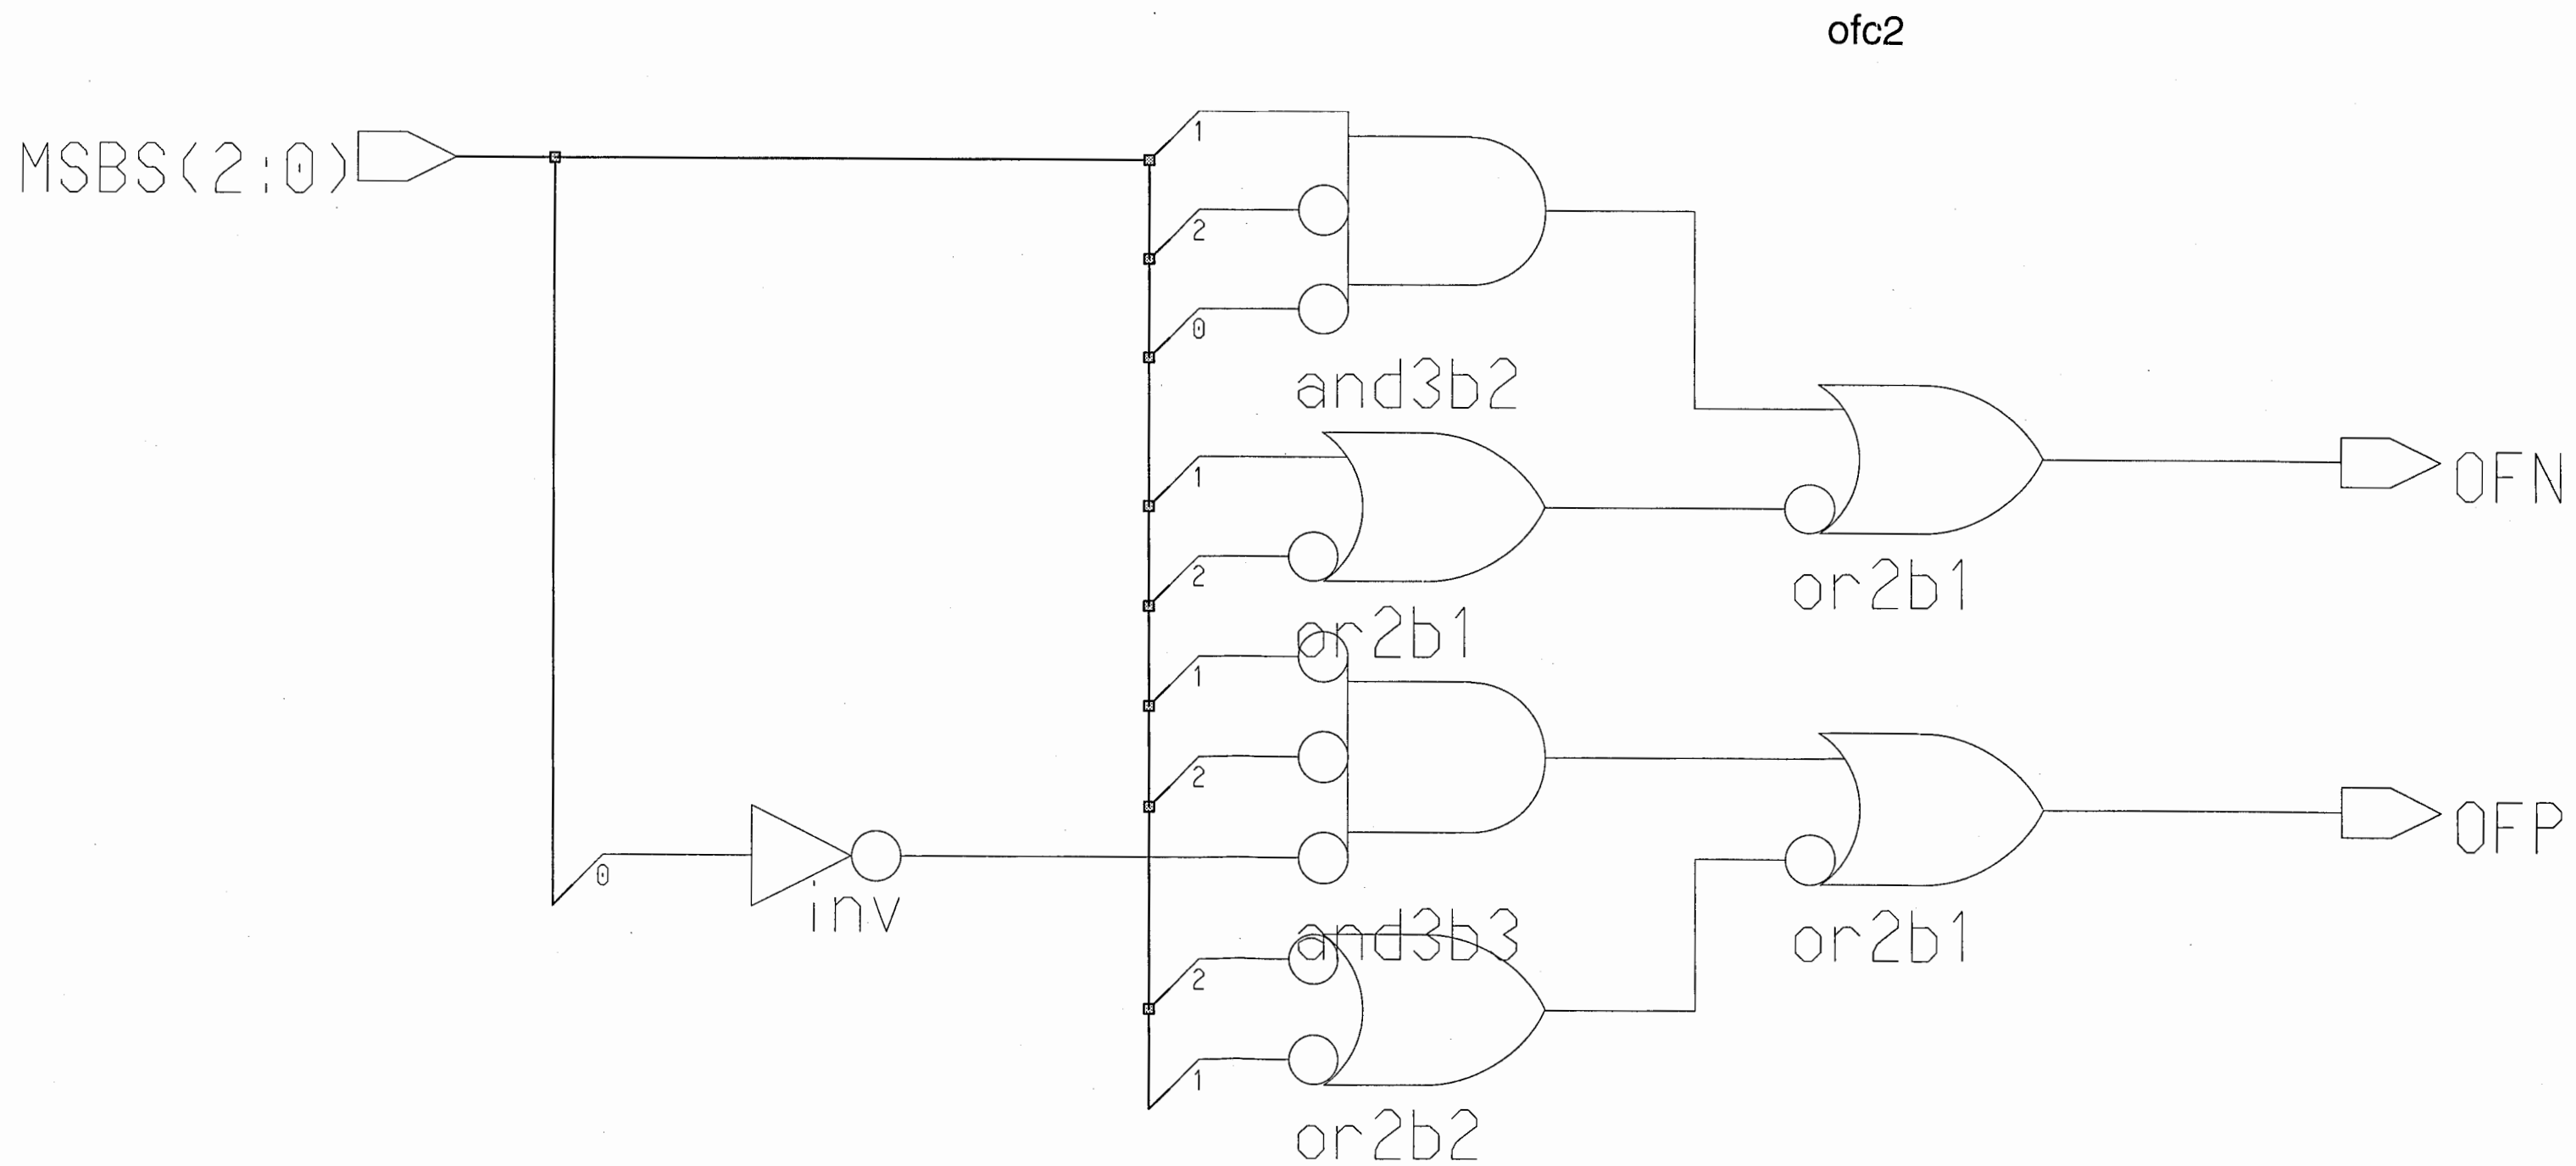 ofc2
MSBS(2:0)
1
2
0
and3b2
1
2
or2b1
OFN
or2b1
1
2
0
inv
and3b3
OFP
or2b1
2
1
or2b2